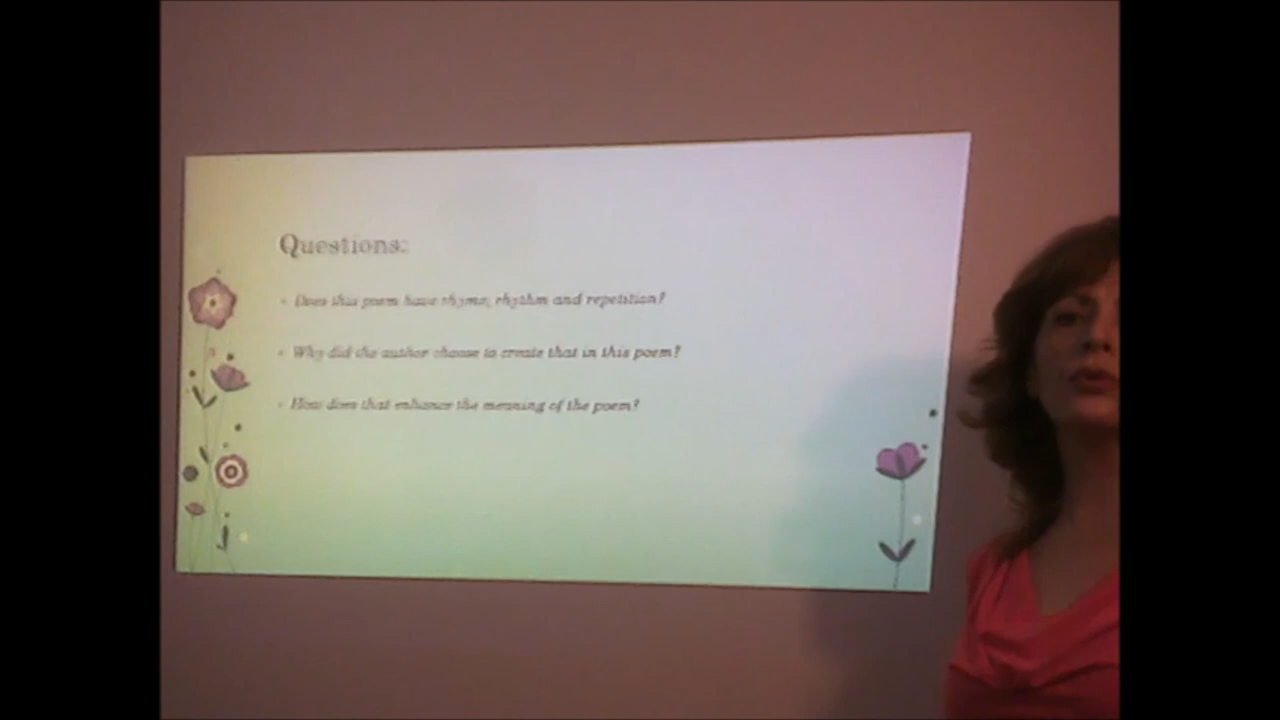 Questions:
Does this poem have rhyme, rhythm and repetition?
Why did the author choose to create that in this poem?
How does that enhance the meaning of the poem?